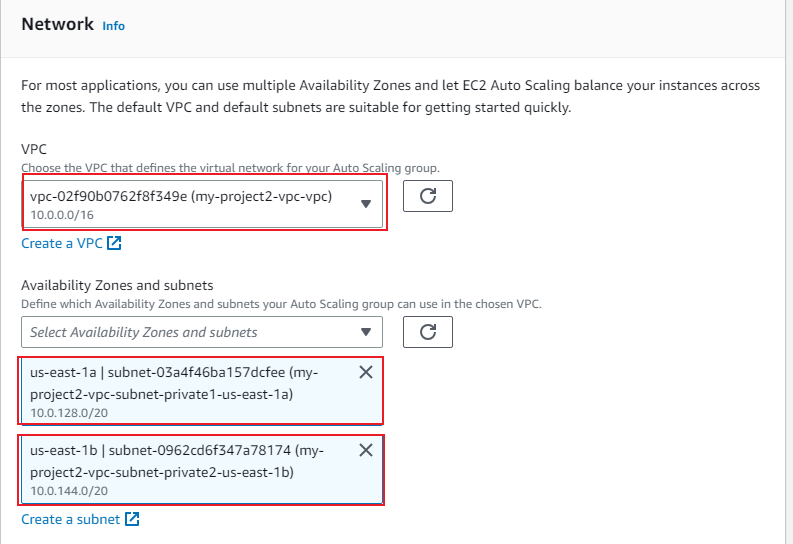 Network Info
For most applications, you can use multiple Availability Zones and let EC2 Auto Scaling balance your instances across
the zones. The default VPC and default subnets are suitable for getting started quickly.
VPC
Choose the VPC that defines the virtual network for your Auto Scaling group.
vpc-02f90b0762f8f349e (my-project2-vpc-vpc)
10.0.0.0/16
Create a VPC
Availability Zones and subnets
Define which Availability Zones and subnets your Auto Scaling group can use in the chosen VPC.
Select Availability Zones and subnets
us-east-1a | subnet-03a4f46ba157dcfee (my-
project2-vpc-subnet-private1-us-east-1a)
10.0.128.0/20
us-east-1b | subnet-0962cd6f347a78174 (my-
project2-vpc-subnet-private2-us-east-1b)
10.0.144.0/20
Create a subnet